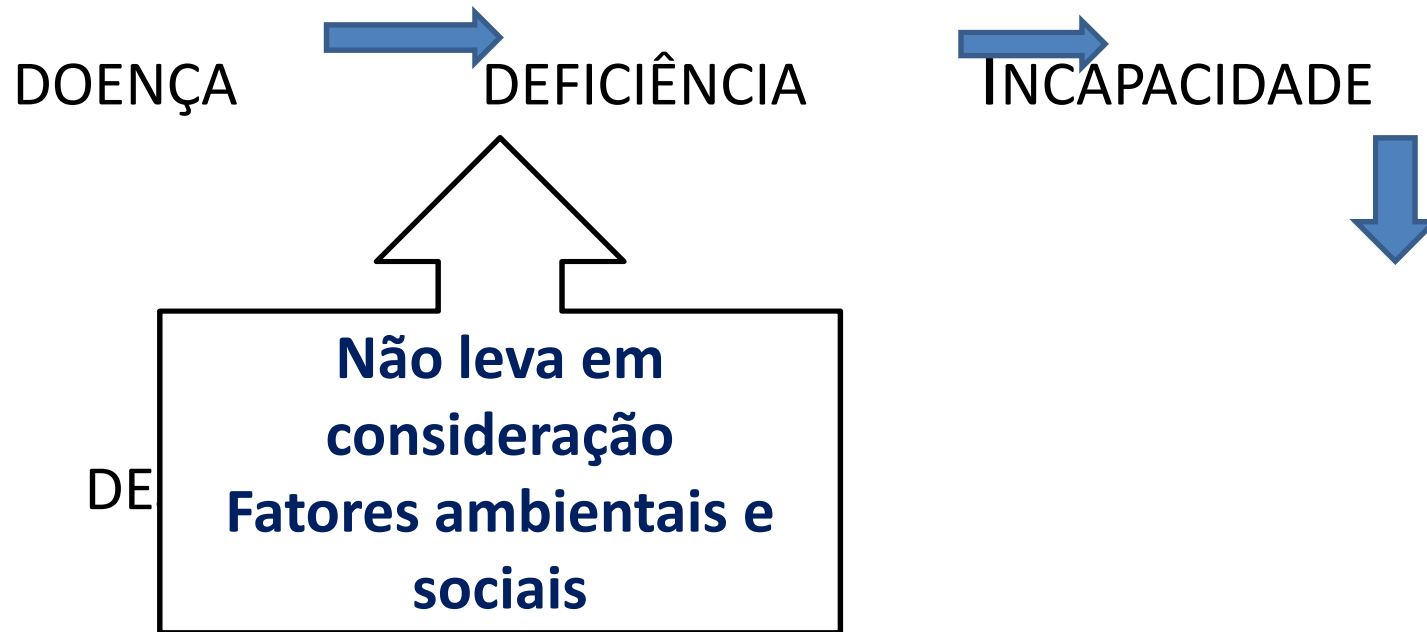 DOENÇA DEFICIÊNCIA INCAPACIDADE
Não leva em
consideração
Fatores ambientais e
sociais